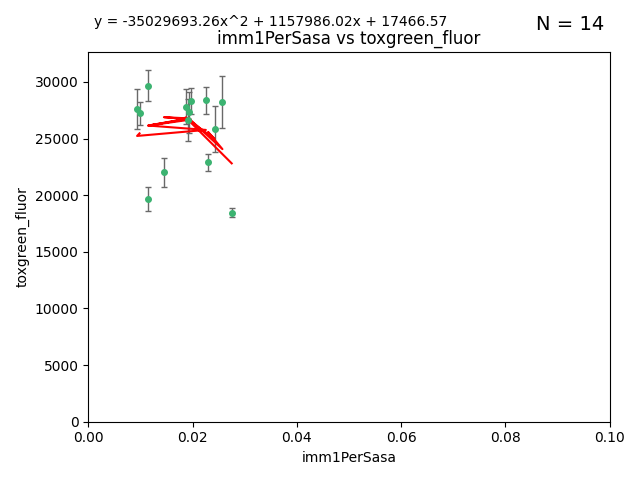 y = -35029693.26x^2 + 1157986.02x + 17466.57
N = 14
imm1PerSasa vs toxgreen_fluor
30000
25000
20000
15000
10000
5000
0
toxgreen_fluor
0.00 0.02 0.04 0.06 0.08 0.10
imm1PerSasa